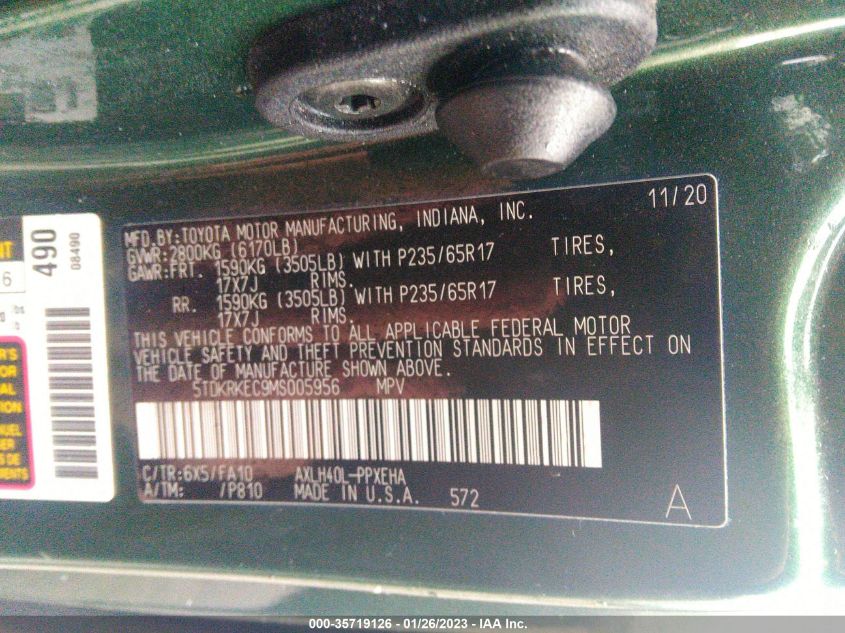 MFD.BY:TOYOTA MOTOR MANUFACTURING, INDIANA, INC. 11/20
GVWR:2800KG (6170LB)
GAWR:FRT. 1590KG (3505LB) WITH P235/65R17 TIRES,
17X7J RIMS.
RR. 1590KG (3505LB) WITH P235/65R17 TIRES,
17X7J RIMS.
THIS VEHICLE CONFORMS TO ALL APPLICABLE FEDERAL MOTOR
VEHICLE SAFETY AND THEFT PREVENTION STANDARDS IN EFFECT ON
THE DATE OF MANUFACTURE SHOWN ABOVE.
5TDKRKEC9MS005956 MPV
C/TR:6X5/FA10 AXLH40L-PPXEHA
A/TM: /P810 MADE IN U.S.A. 572 A
490
08490
6
000-35719126 - 01/26/2023 - IAA Inc.